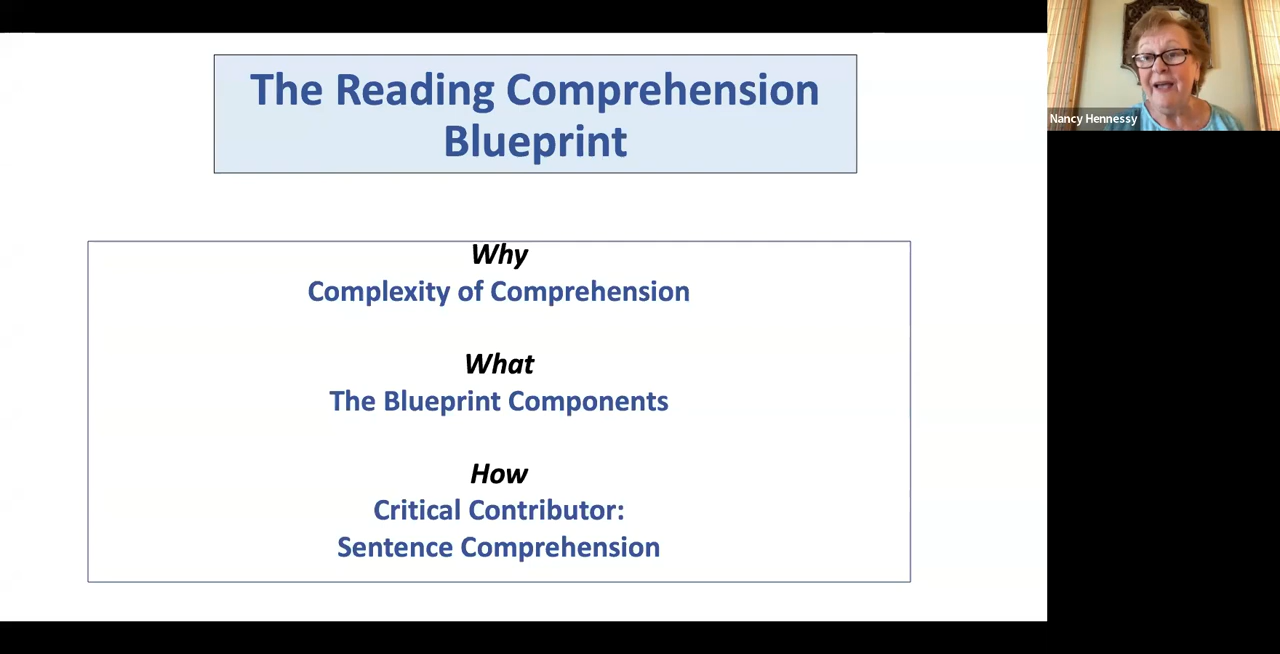 The Reading Comprehension
Blueprint
Nancy Hennessy
Why
Complexity of Comprehension
What
The Blueprint Components
How
Critical Contributor:
Sentence Comprehension